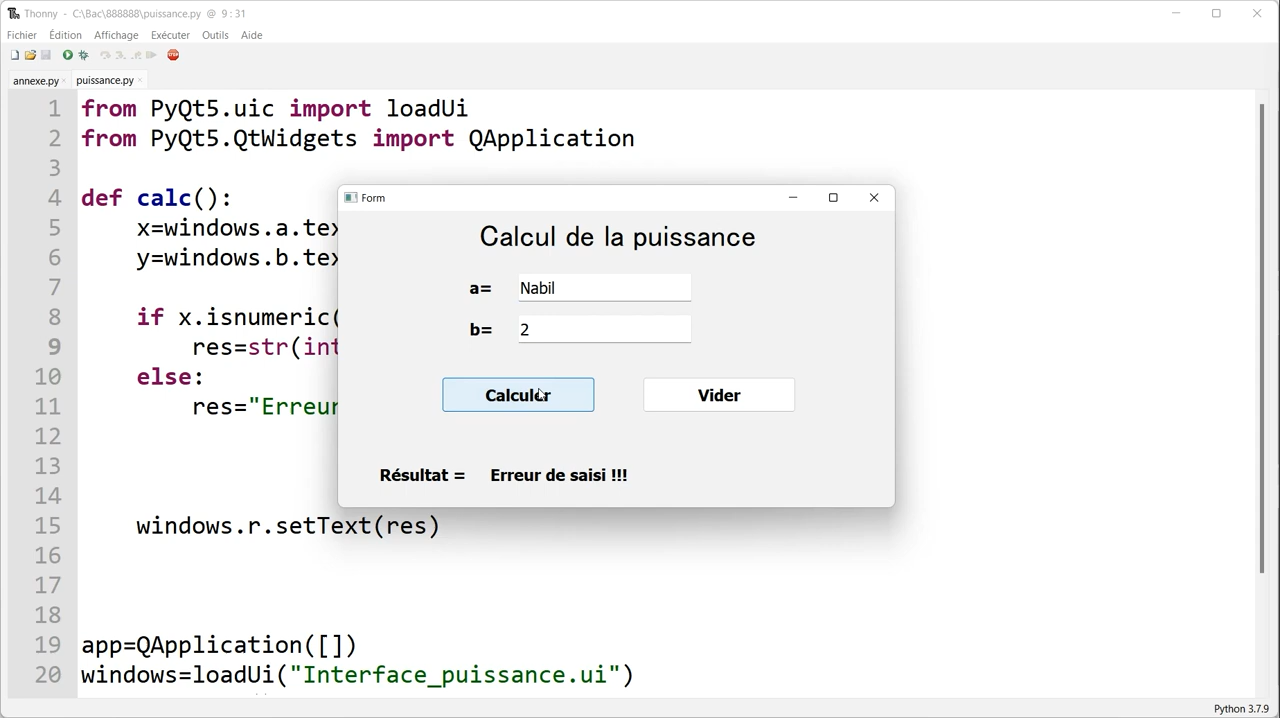 Thonny - C:\Bac\888888\puissance.py @ 9 : 31
Fichier Édition Affichage Exécuter Outils Aide
annexe.py × puissance.py ×
1 from PyQt5.uic import loadUi
2 from PyQt5.QtWidgets import QApplication
3
4 def calc():
5 x=windows.a.tex
6 y=windows.b.tex
7
8 if x.isnumeric(
9 res=str(int
10 else:
11 res="Erreur
12
13
14
15 windows.r.setText(res)
16
17
18
19 app=QApplication([])
20 windows=loadUi("Interface_puissance.ui")
Form
Calcul de la puissance
a= Nabil
b= 2
Calculer Vider
Résultat = Erreur de saisi !!!
Python 3.7.9